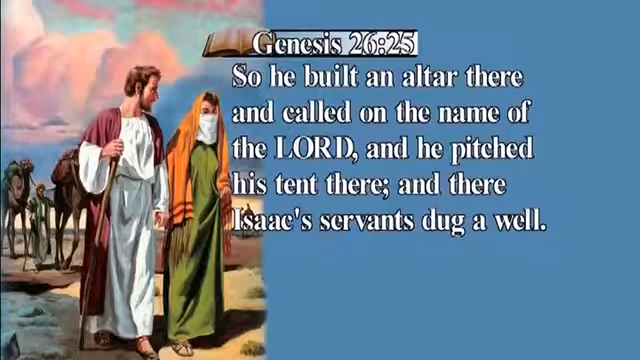 Genesis 26:25
So he built an altar there
and called on the name of
the LORD, and he pitched
his tent there; and there
Isaac's servants dug a well.